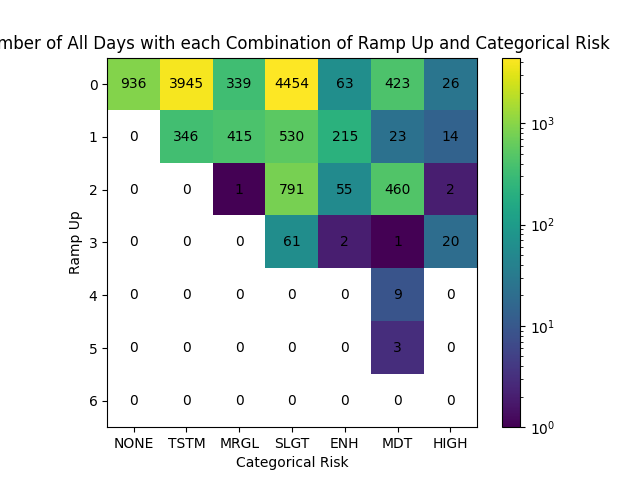 mber of All Days with each Combination of Ramp Up and Categorical Risk
0 936 3945 339 4454 63 423 26
1 0 346 415 530 215 23 14
2 0 0 1 791 55 460 2
3 0 0 0 61 2 1 20
4 0 0 0 0 0 9 0
5 0 0 0 0 0 3 0
6 0 0 0 0 0 0 0
NONE TSTM MRGL SLGT ENH MDT HIGH
Categorical Risk
Ramp Up
10³
10²
10¹
10⁰